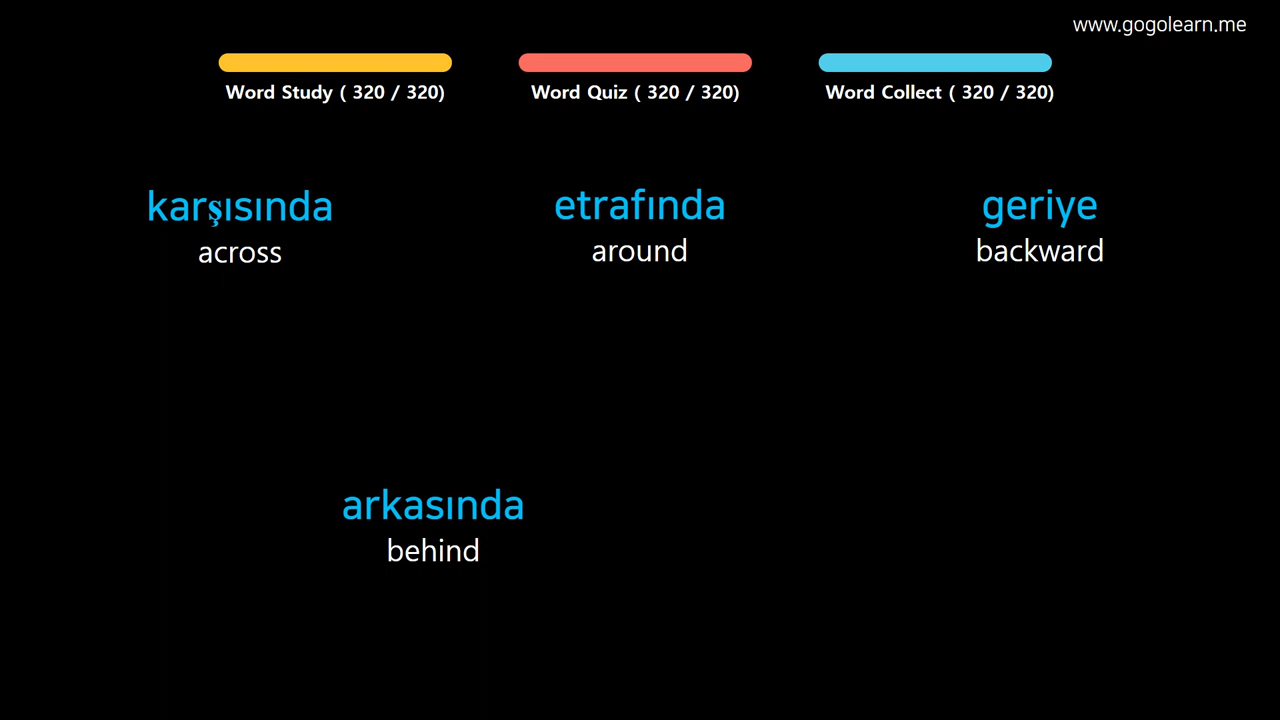 www.gogolearn.me
Word Study ( 320 / 320)
Word Quiz ( 320 / 320)
Word Collect ( 320 / 320)
karşısında
across
etrafında
around
geriye
backward
arkasında
behind